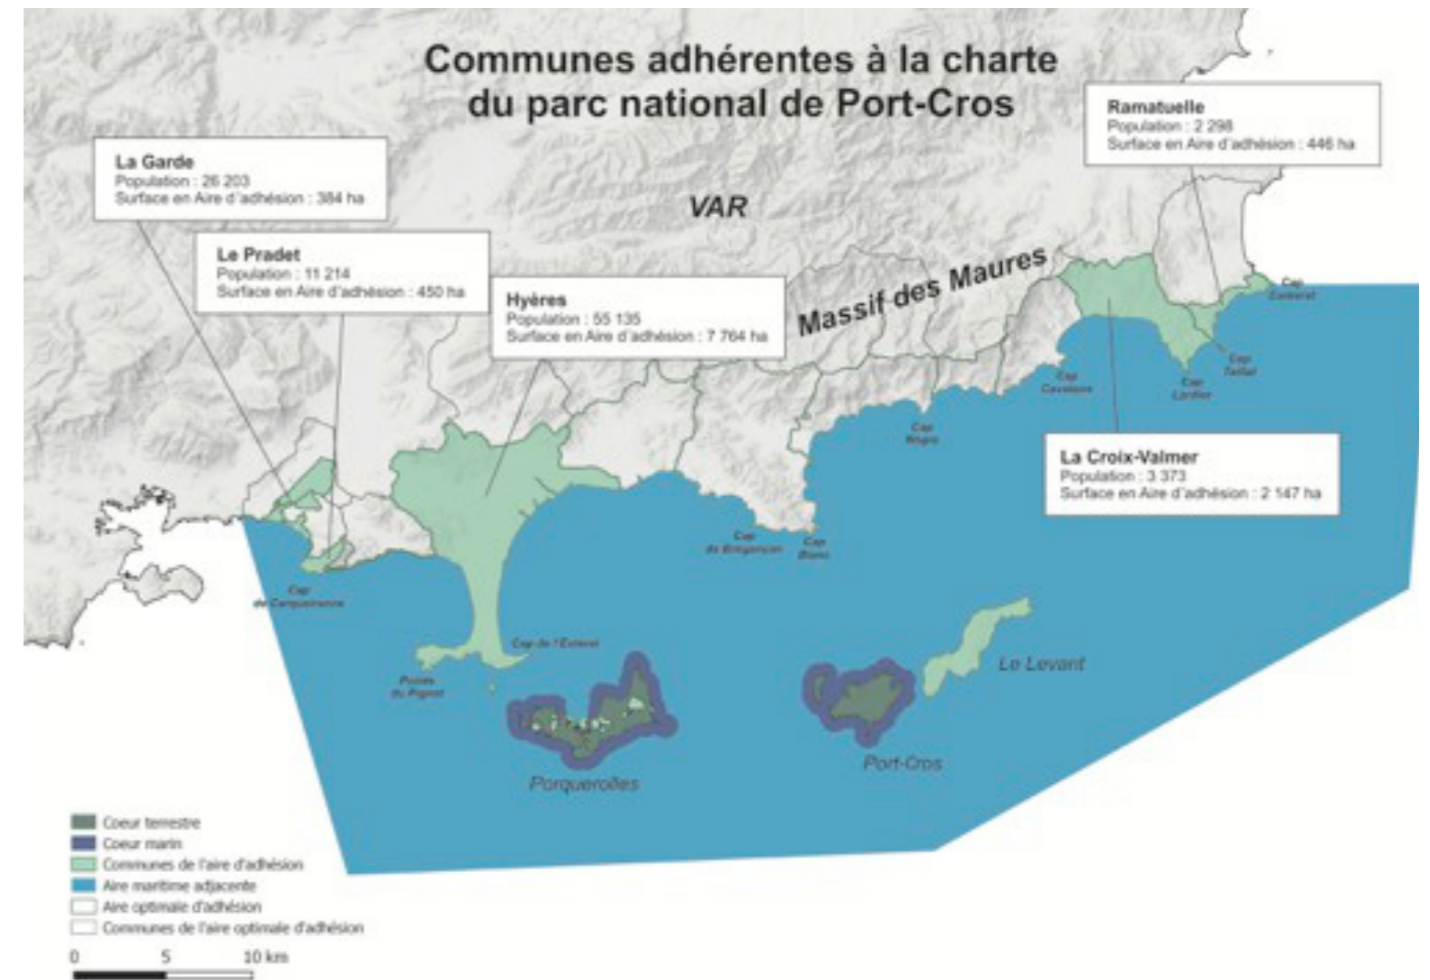 Communes adhérentes à la charte
du parc national de Port-Cros
Ramatuelle
Population : 2 298
Surface en Aire d'adhésion : 446 ha
La Garde
Population : 26 203
Surface en Aire d'adhésion : 384 ha
VAR
Le Pradet
Population : 11 214
Surface en Aire d'adhésion : 450 ha
Massif des Maures
Hyères
Population : 55 135
Surface en Aire d'adhésion : 7 764 ha
Cap
Camarat
Cap
Taillat
Cap
Lardier
Cap
Cavalaire
Cap
Nègre
La Croix-Valmer
Population : 3 373
Surface en Aire d'adhésion : 2 147 ha
Cap
de Brégançon
Cap
Blanc
Cap
de Carqueiranne
Cap de l'Esterel
Pointe
du
Le Levant
Port-Cros
Porquerolles
Coeur terrestre
Coeur marin
Communes de l'aire d'adhésion
Aire maritime adjacente
Aire optimale d'adhésion
Communes de l'aire optimale d'adhésion
0 5 10 km